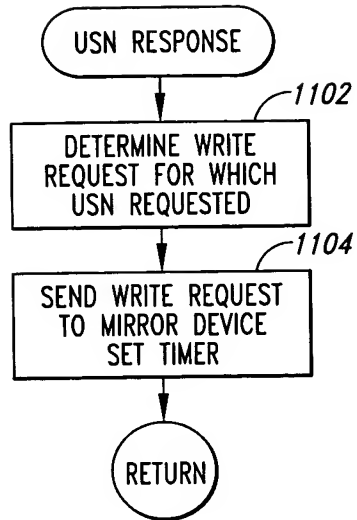 USN RESPONSE
1102
DETERMINE WRITE
REQUEST FOR WHICH
USN REQUESTED
1104
SEND WRITE REQUEST
TO MIRROR DEVICE
SET TIMER
RETURN